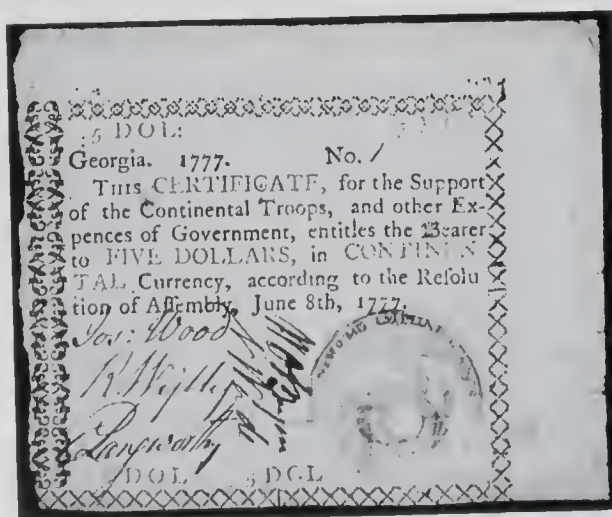 5 DOL:
Georgia. 1777. No. 1
THIS CERTIFICATE, for the Support
of the Continental Troops, and other Ex-
pences of Government, entitles the Bearer
to FIVE DOLLARS, in CONTINEN
TAL Currency, according to the Reſolu
tion of Aſſembly, June 8th, 1777.
Jos: Wood
Wylly
Langworthy
DOL 5 DOL